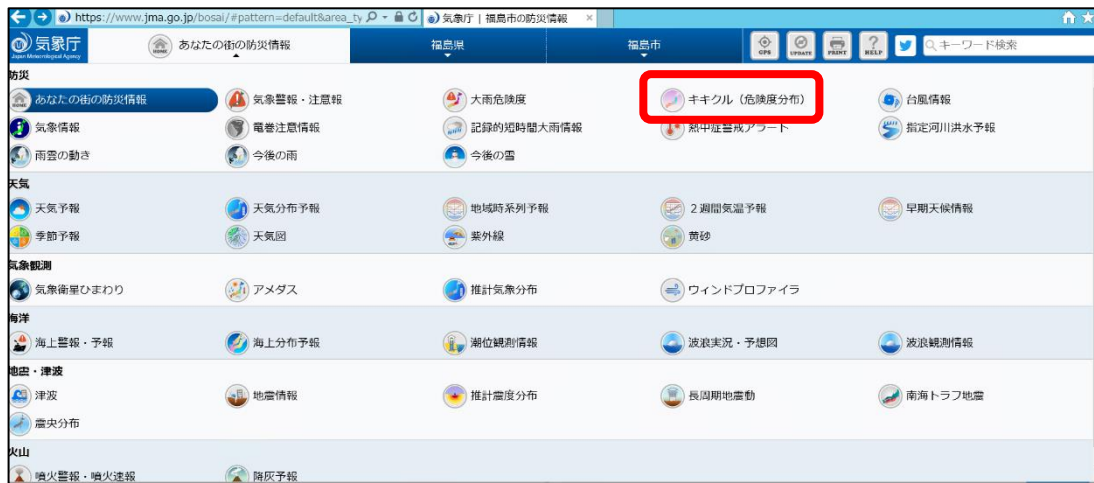 https://www.jma.go.jp/bosai/#pattern=default&area_ty
気象庁 | 福島市の防災情報
気象庁
Japan Meteorological Agency
HOME
あなたの街の防災情報
福島県
福島市
GPS
UPDATE
PRINT
HELP
キーワード検索
防災
HOME
あなたの街の防災情報
気象警報・注意報
大雨危険度
キキクル(危険度分布)
台風情報
気象情報
竜巻注意情報
記録的短時間大雨情報
熱中症警戒アラート
指定河川洪水予報
雨雲の動き
今後の雨
今後の雪
天気
天気予報
天気分布予報
地域時系列予報
2週間気温予報
早期天候情報
季節予報
天気図
紫外線
黄砂
気象観測
気象衛星ひまわり
アメダス
推計気象分布
ウィンドプロファイラ
海洋
海上警報・予報
海上分布予報
潮位観測情報
波浪実況・予想図
波浪観測情報
地震・津波
津波
地震情報
推計震度分布
長周期地震動
南海トラフ地震
震央分布
火山
噴火警報・噴火速報
降灰予報